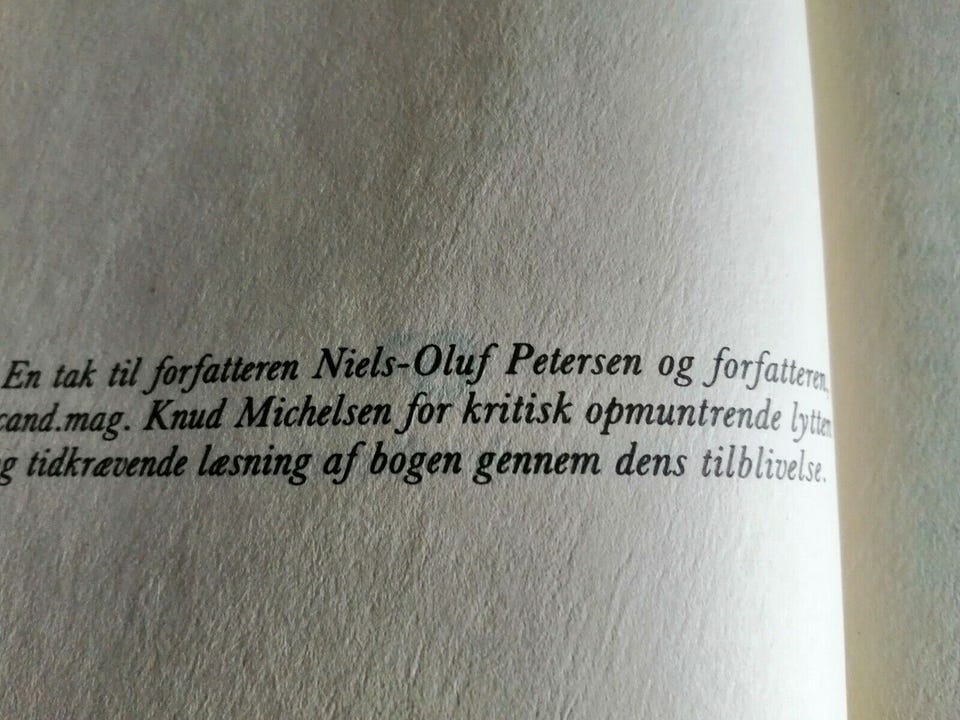 En tak til forfatteren Niels-Oluf Petersen og forfatteren,
cand.mag. Knud Michelsen for kritisk opmuntrende lytten
og tidkrævende læsning af bogen gennem dens tilblivelse.